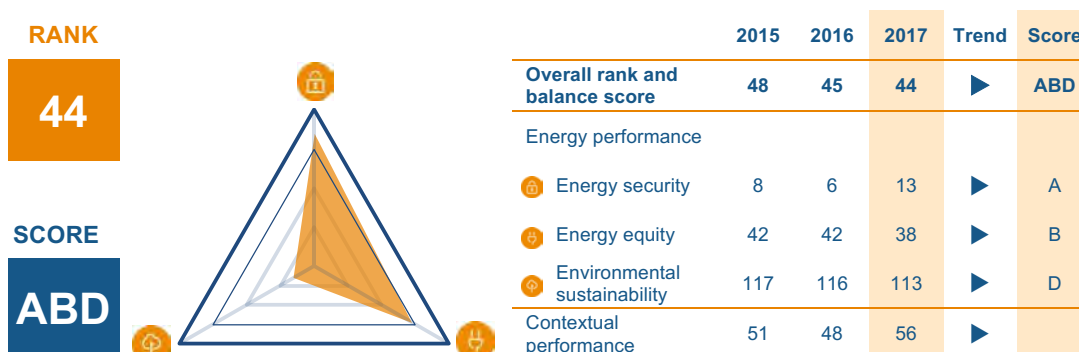 RANK
44
SCORE
ABD
2015 2016 2017 Trend Score
Overall rank and
balance score 48 45 44 ABD
Energy performance
Energy security 8 6 13 A
Energy equity 42 42 38 B
Environmental
sustainability 117 116 113 D
Contextual
performance 51 48 56